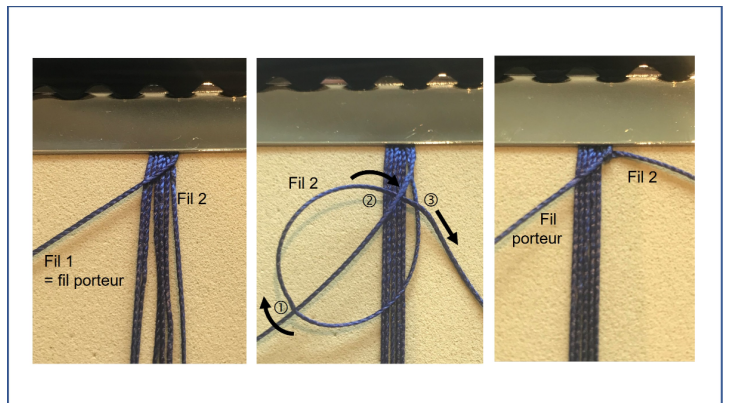 Fil 2
Fil 1
= fil porteur
Fil 2
②
③
①
Fil 2
Fil
porteur